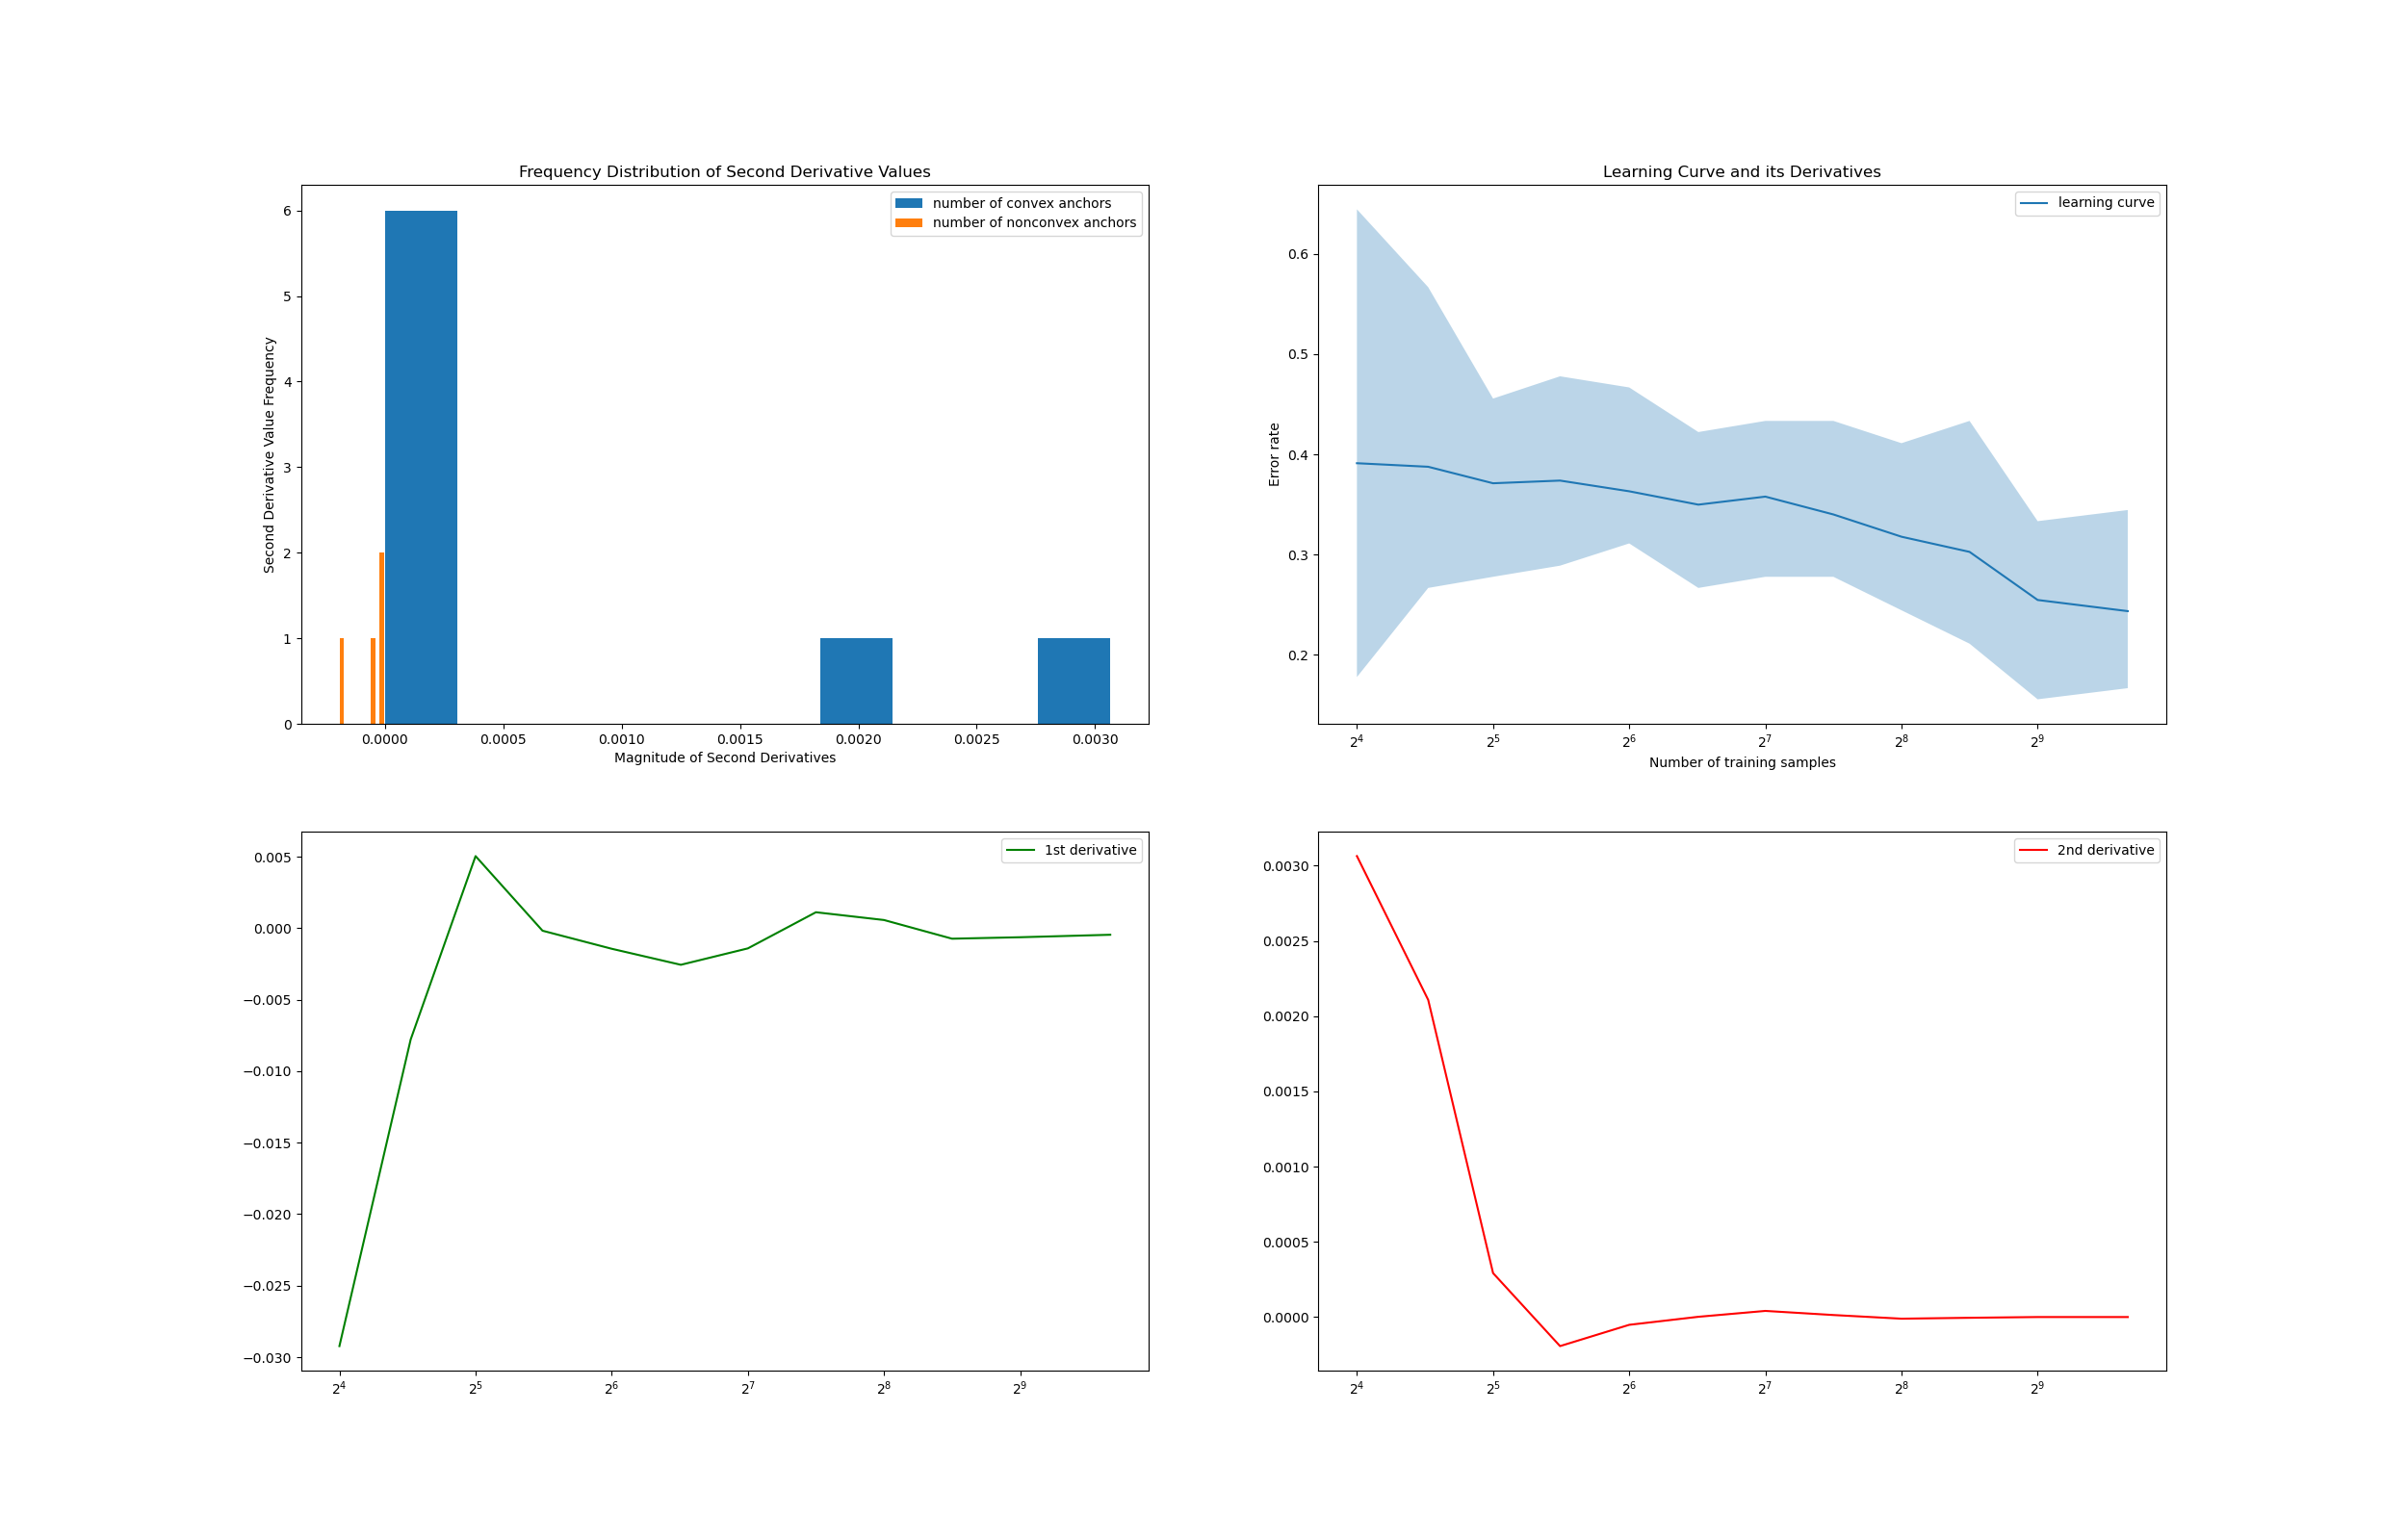 Frequency Distribution of Second Derivative Values
number of convex anchors
number of nonconvex anchors
Second Derivative Value Frequency
6
5
4
3
2
1
0
0.0000 0.0005 0.0010 0.0015 0.0020 0.0025 0.0030
Magnitude of Second Derivatives
Learning Curve and its Derivatives
learning curve
Error rate
0.6
0.5
0.4
0.3
0.2
2⁴ 2⁵ 2⁶ 2⁷ 2⁸ 2⁹
Number of training samples
1st derivative
0.005
0.000
−0.005
−0.010
−0.015
−0.020
−0.025
−0.030
2⁴ 2⁵ 2⁶ 2⁷ 2⁸ 2⁹
2nd derivative
0.0030
0.0025
0.0020
0.0015
0.0010
0.0005
0.0000
2⁴ 2⁵ 2⁶ 2⁷ 2⁸ 2⁹